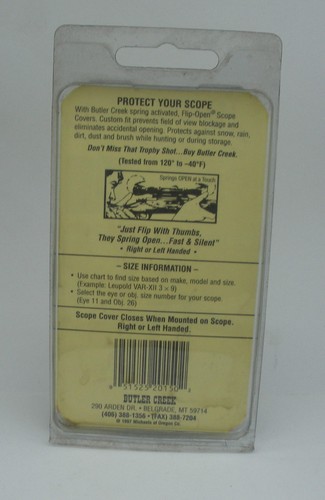 PROTECT YOUR SCOPE
With Butler Creek spring activated, Flip-Open® Scope
Covers. Custom fit prevents field of view blockage and
eliminates accidental opening. Protects against snow, rain,
dirt, dust and brush while hunting or during storage.
Don't Miss That Trophy Shot...Buy Butler Creek.
(Tested from 120° to –40°F)
Springs OPEN at a Touch
"Just Flip With Thumbs,
They Spring Open...Fast & Silent"
• Right or Left Handed •
– SIZE INFORMATION –
• Use chart to find size based on make, model and size.
(Example: Leupold VAR-XII 3 × 9)
• Select the eye or obj. size number for your scope.
(Eye 11 and Obj. 26)
Scope Cover Closes When Mounted on Scope.
Right or Left Handed.
BUTLER CREEK
290 ARDEN DR. • BELGRADE, MT 59714
(406) 388-1356 • (FAX) 388-7204
© 1997 Michaels of Oregon Co.